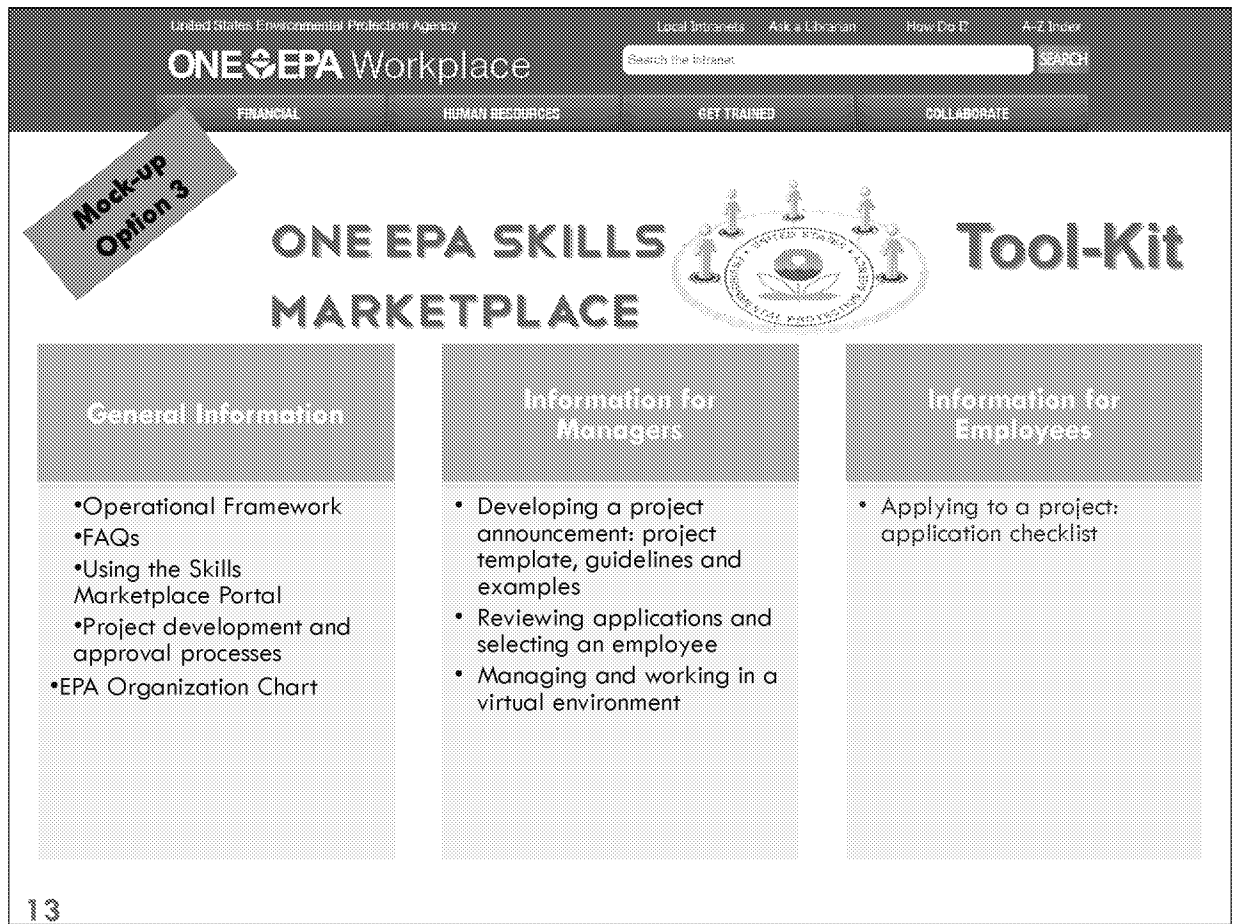 United States Environmental Protection Agency
Local Intranets Ask a Librarian How Do I? A-Z Index
ONE EPA Workplace
Search the intranet
SEARCH
FINANCIAL HUMAN RESOURCES GET TRAINED COLLABORATE
Mock-up
Option 3
ONE EPA SKILLS
MARKETPLACE
UNITED STATES
Tool-Kit
General Information
•Operational Framework
•FAQs
•Using the Skills
Marketplace Portal
•Project development and
approval processes
•EPA Organization Chart
Information for
Managers
• Developing a project
announcement: project
template, guidelines and
examples
• Reviewing applications and
selecting an employee
• Managing and working in a
virtual environment
Information for
Employees
• Applying to a project:
application checklist
13